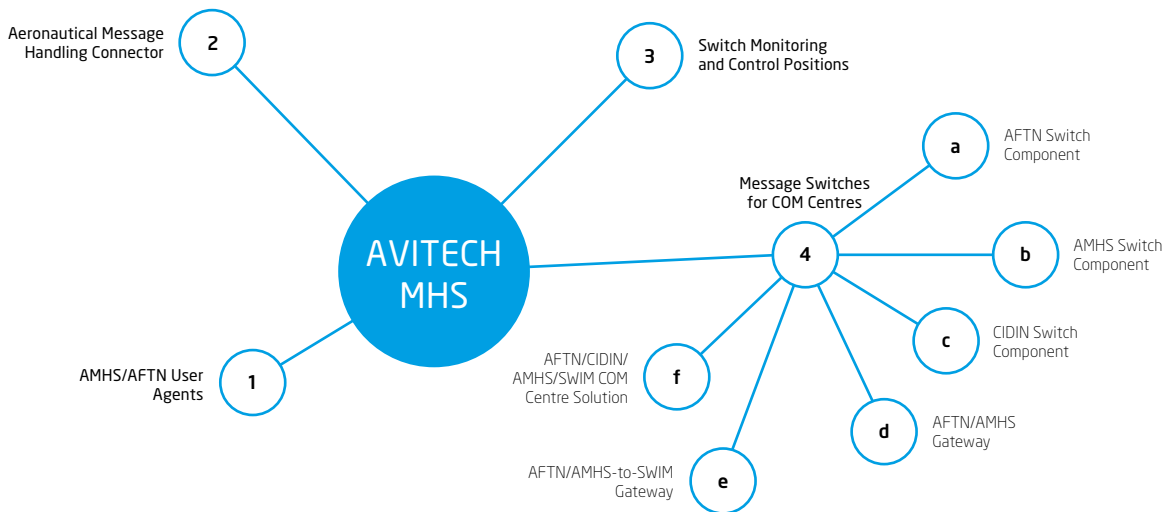 Aeronautical Message
Handling Connector
2
3
Switch Monitoring
and Control Positions
a
AFTN Switch
Component
Message Switches
for COM Centres
AVITECH
MHS
4
b
AMHS Switch
Component
c
CIDIN Switch
Component
AMHS/AFTN User
Agents
1
AFTN/CIDIN/
AMHS/SWIM COM
Centre Solution
f
d
AFTN/AMHS
Gateway
AFTN/AMHS-to-SWIM
Gateway
e